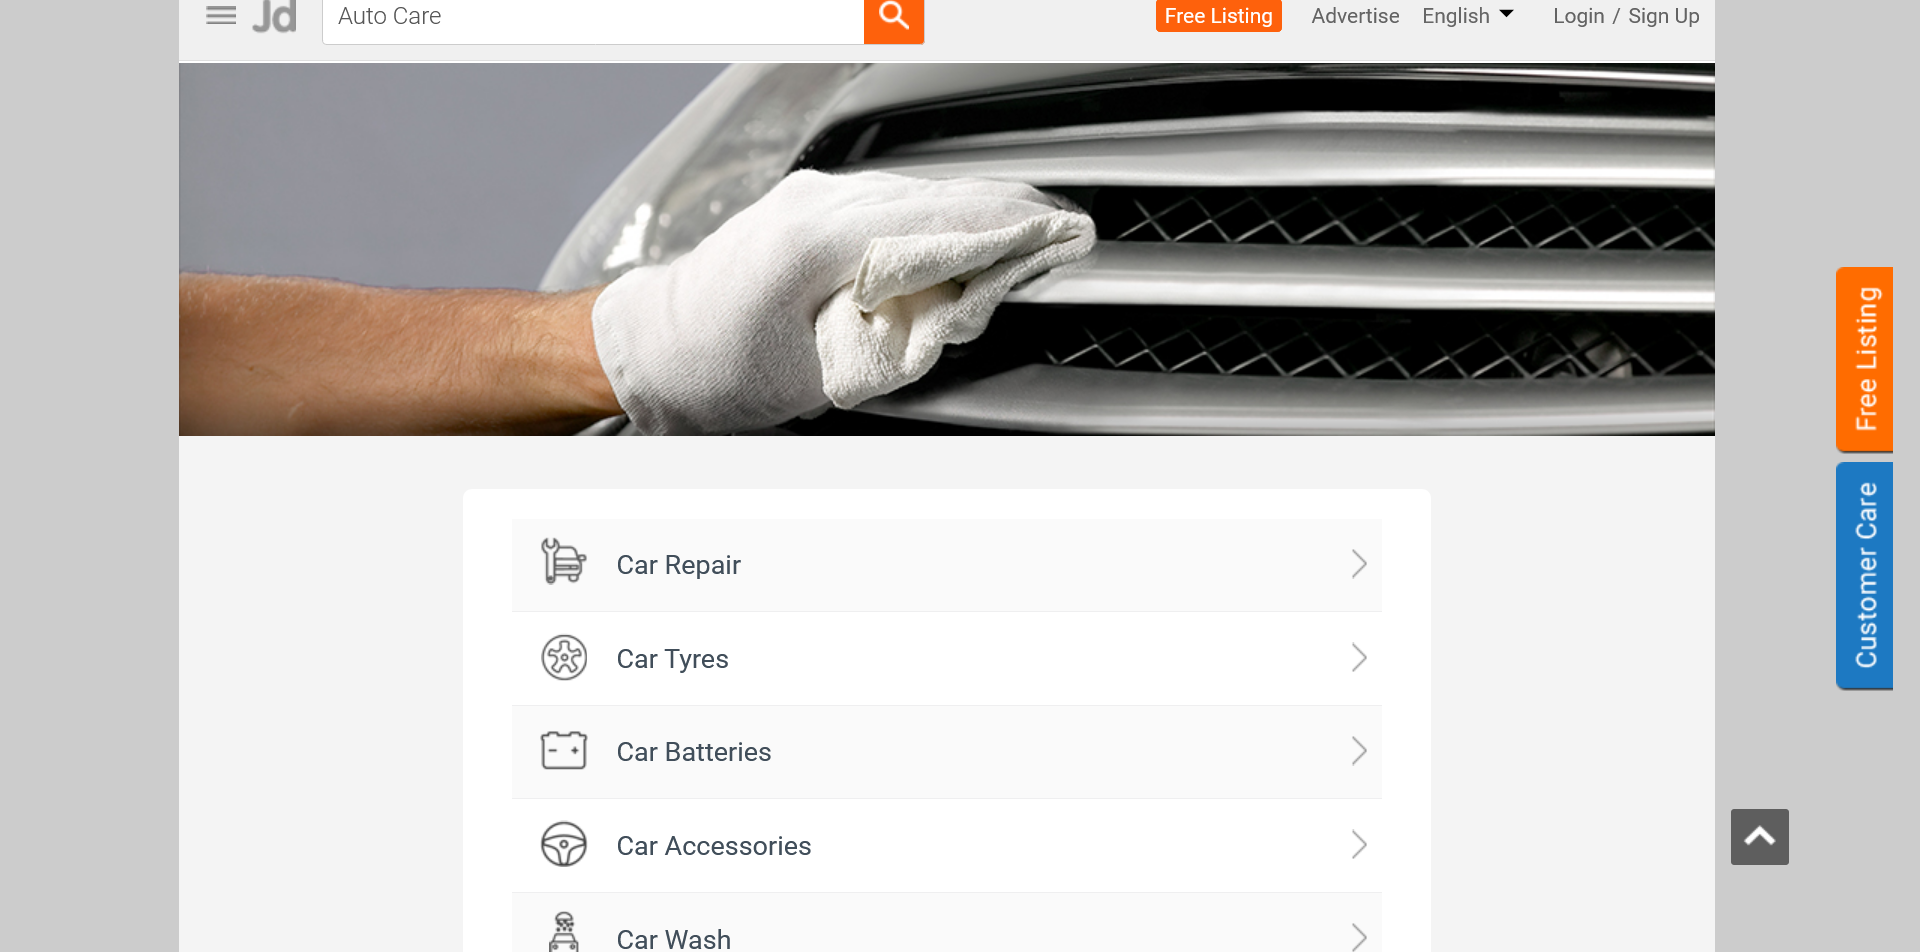 Jd
Auto Care
Free Listing
Advertise
English
Login / Sign Up
Free Listing
Customer Care
Car Repair
Car Tyres
Car Batteries
Car Accessories
Car Wash